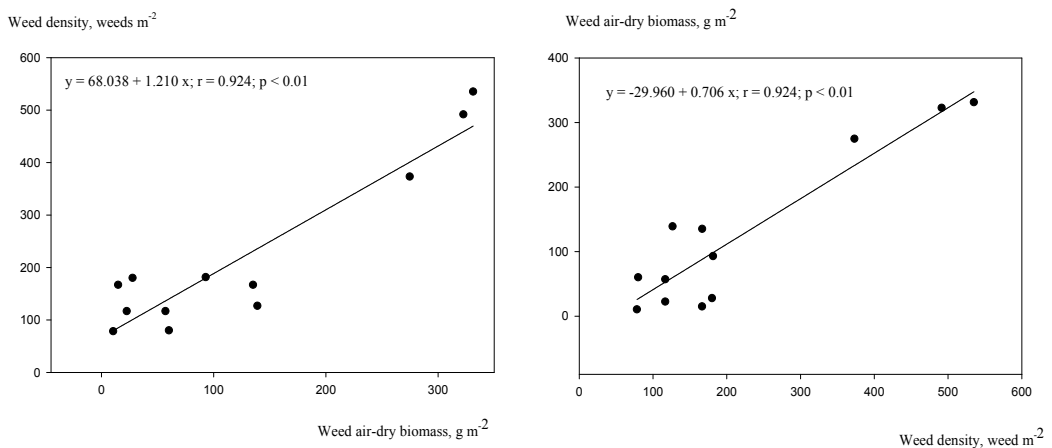 Weed density, weeds m-2
600
500
400
300
200
100
0
y = 68.038 + 1.210 x; r = 0.924; p < 0.01
0 100 200 300
Weed air-dry biomass, g m-2
Weed air-dry biomass, g m-2
400
300
200
100
0
y = -29.960 + 0.706 x; r = 0.924; p < 0.01
0 100 200 300 400 500 600
Weed density, weed m-2